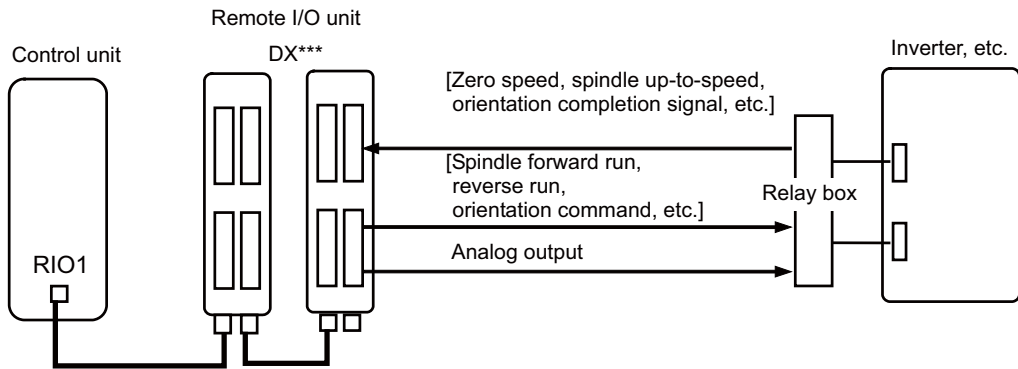 Remote I/O unit
Control unit
DX***
Inverter, etc.
[Zero speed, spindle up-to-speed,
orientation completion signal, etc.]
[Spindle forward run,
reverse run,
orientation command, etc.]
Relay box
Analog output
RIO1